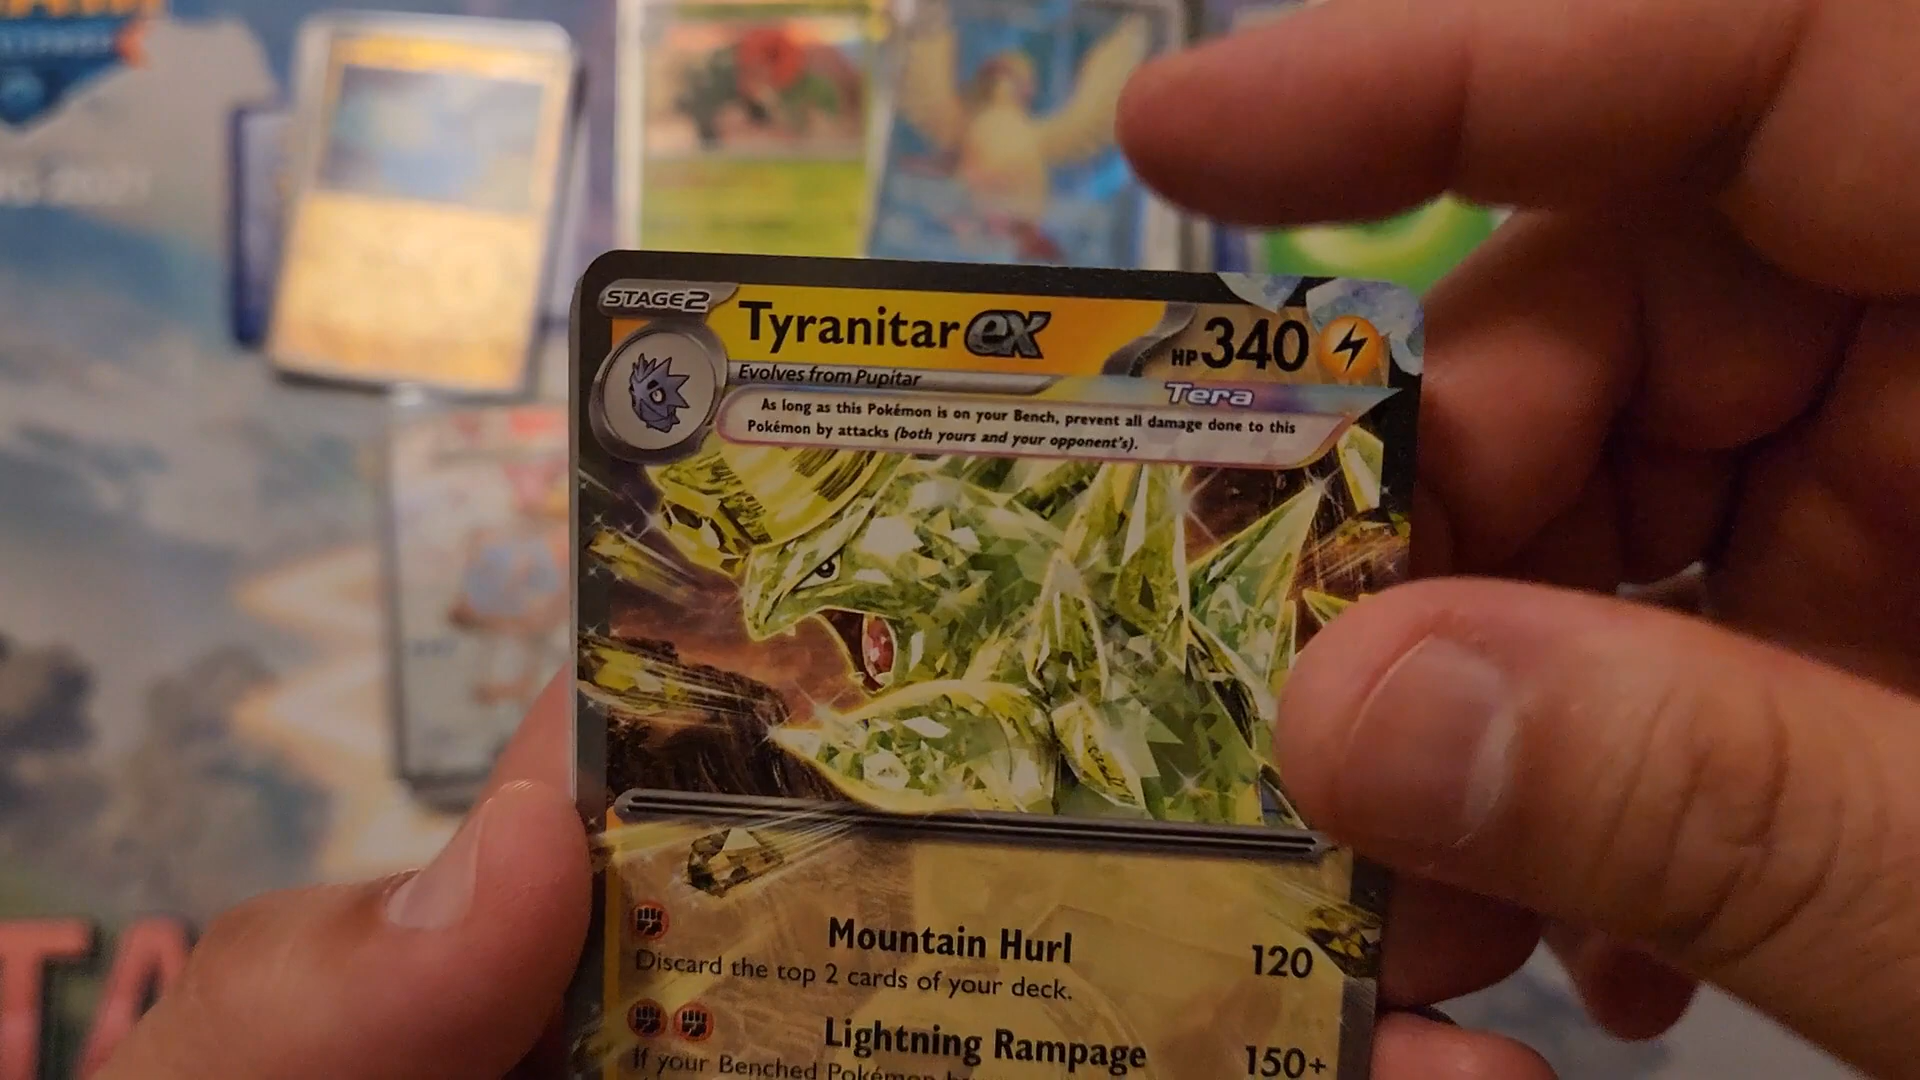 STAGE2
Tyranitar ex
HP 340
Evolves from Pupitar
Tera
As long as this Pokémon is on your Bench, prevent all damage done to this
Pokémon by attacks (both yours and your opponent's).
Mountain Hurl 120
Discard the top 2 cards of your deck.
Lightning Rampage 150+
If your Benched Pokémon
TA